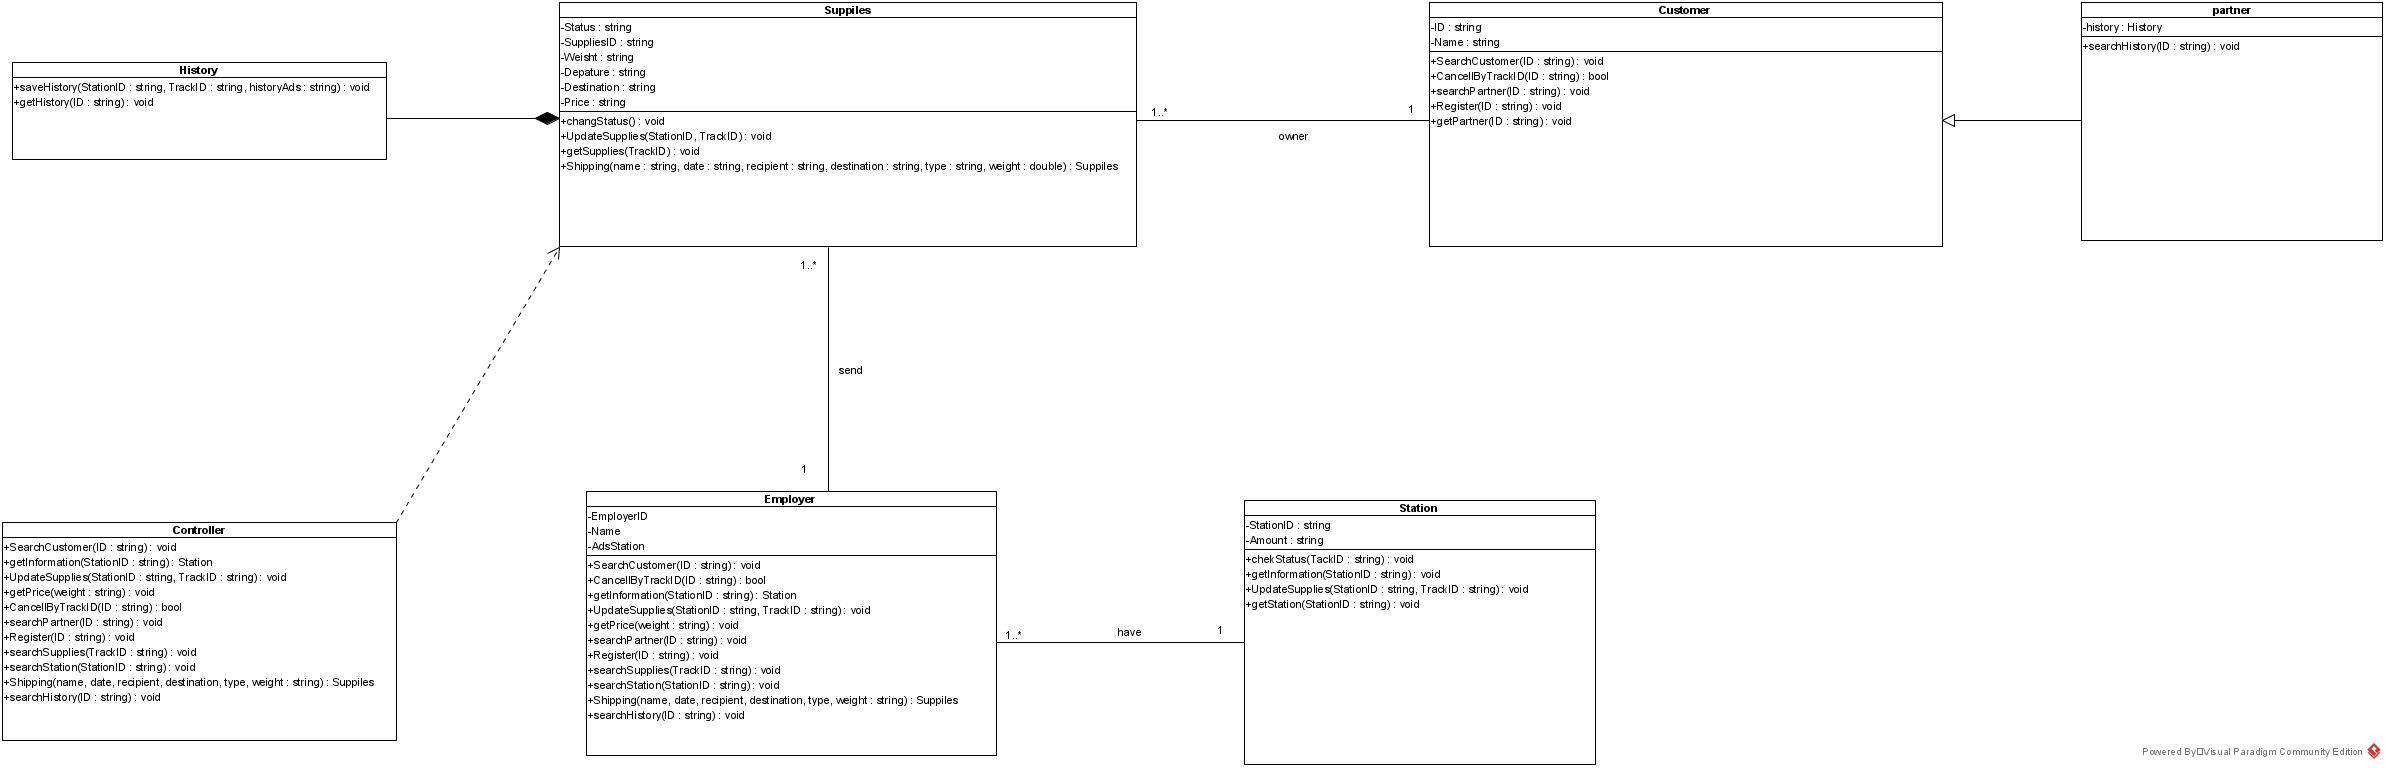 Suppiles
-Status : string
-SuppliesID : string
-Weisht : string
-Depature : string
-Destination : string
-Price : string
+changStatus() : void
+UpdateSupplies(StationID, TrackID) : void
+getSupplies(TrackID) : void
+Shipping(name : string, date : string, recipient : string, destination : string, type : string, weight : double) : Suppiles
Customer
-ID : string
-Name : string
+SearchCustomer(ID : string) : void
+CancellByTrackID(ID : string) : bool
+searchPartner(ID : string) : void
+Register(ID : string) : void
+getPartner(ID : string) : void
partner
-history : History
+searchHistory(ID : string) : void
History
+saveHistory(StationID : string, TrackID : string, historyAds : string) : void
+getHistory(ID : string) : void
1..*
1
owner
1..*
send
1
Employer
-EmployerID
-Name
-AdsStation
+SearchCustomer(ID : string) : void
+CancellByTrackID(ID : string) : bool
+getInformation(StationID : string) : Station
+UpdateSupplies(StationID : string, TrackID : string) : void
+getPrice(weight : string) : void
+searchPartner(ID : string) : void
+Register(ID : string) : void
+searchSupplies(TrackID : string) : void
+searchStation(StationID : string) : void
+Shipping(name, date, recipient, destination, type, weight : string) : Suppiles
+searchHistory(ID : string) : void
Station
-StationID : string
-Amount : string
+chekStatus(TackID : string) : void
+getInformation(StationID : string) : void
+UpdateSupplies(StationID : string, TrackID : string) : void
+getStation(StationID : string) : void
Controller
+SearchCustomer(ID : string) : void
+getInformation(StationID : string) : Station
+UpdateSupplies(StationID : string, TrackID : string) : void
+getPrice(weight : string) : void
+CancellByTrackID(ID : string) : bool
+searchPartner(ID : string) : void
+Register(ID : string) : void
+searchSupplies(TrackID : string) : void
+searchStation(StationID : string) : void
+Shipping(name, date, recipient, destination, type, weight : string) : Suppiles
+searchHistory(ID : string) : void
1..*
have
1
Powered By□Visual Paradigm Community Edition